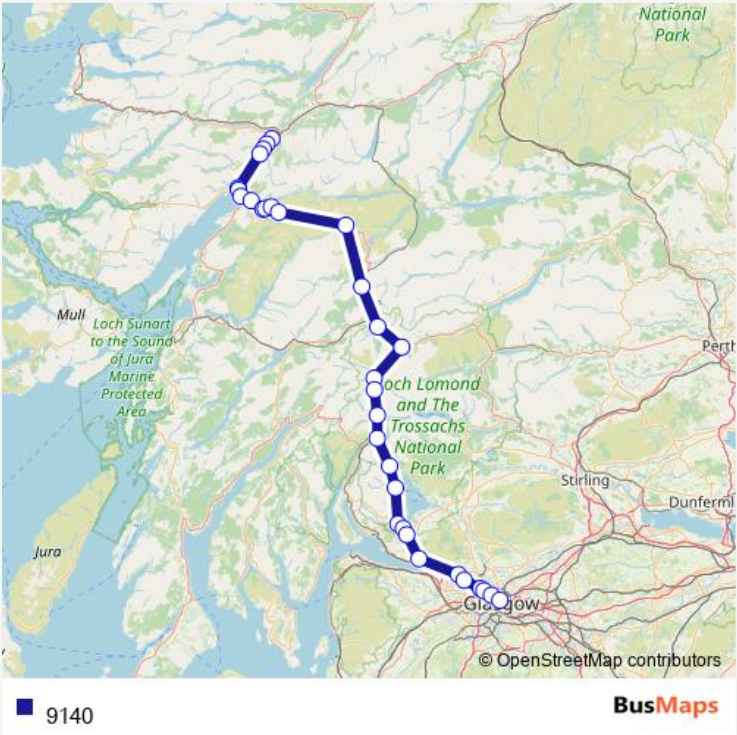 National
Park
Mull
Loch Sunart
to the Sound
of Jura
Marine
Protected
Area
Perth
och Lomond
and The
Trossachs
National
Park
Stirling
Dunferml
Jura
Glasgow
© OpenStreetMap contributors
9140
BusMaps